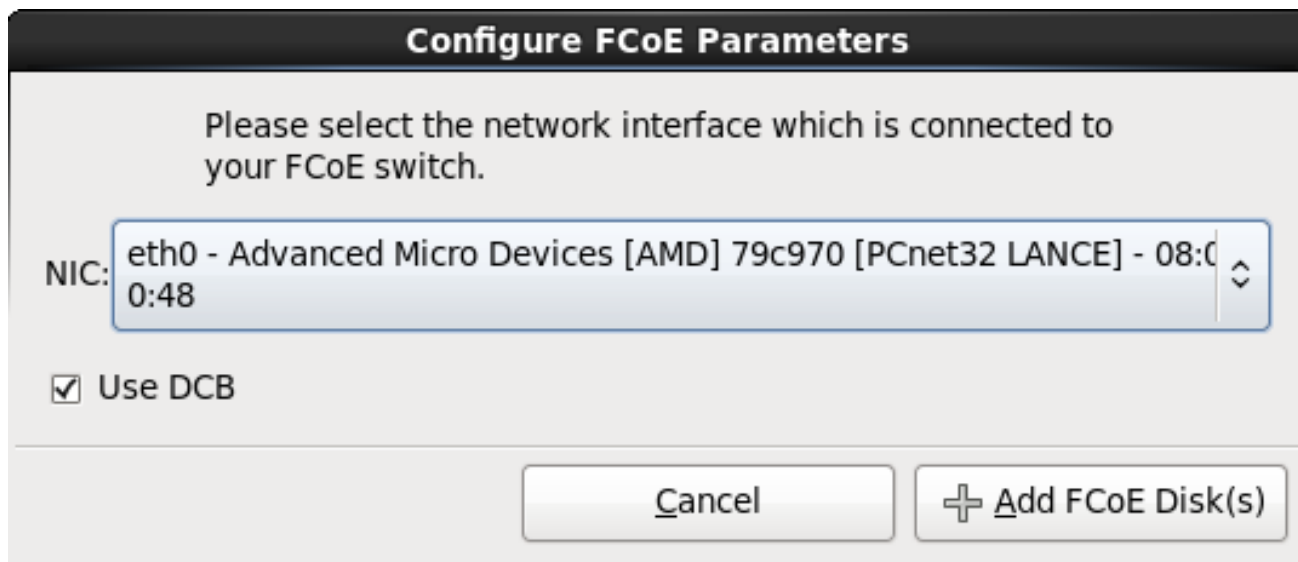 Configure FCoE Parameters
Please select the network interface which is connected to
your FCoE switch.
NIC:
eth0 - Advanced Micro Devices [AMD] 79c970 [PCnet32 LANCE] - 08:0
0:48
Use DCB
Cancel
Add FCoE Disk(s)